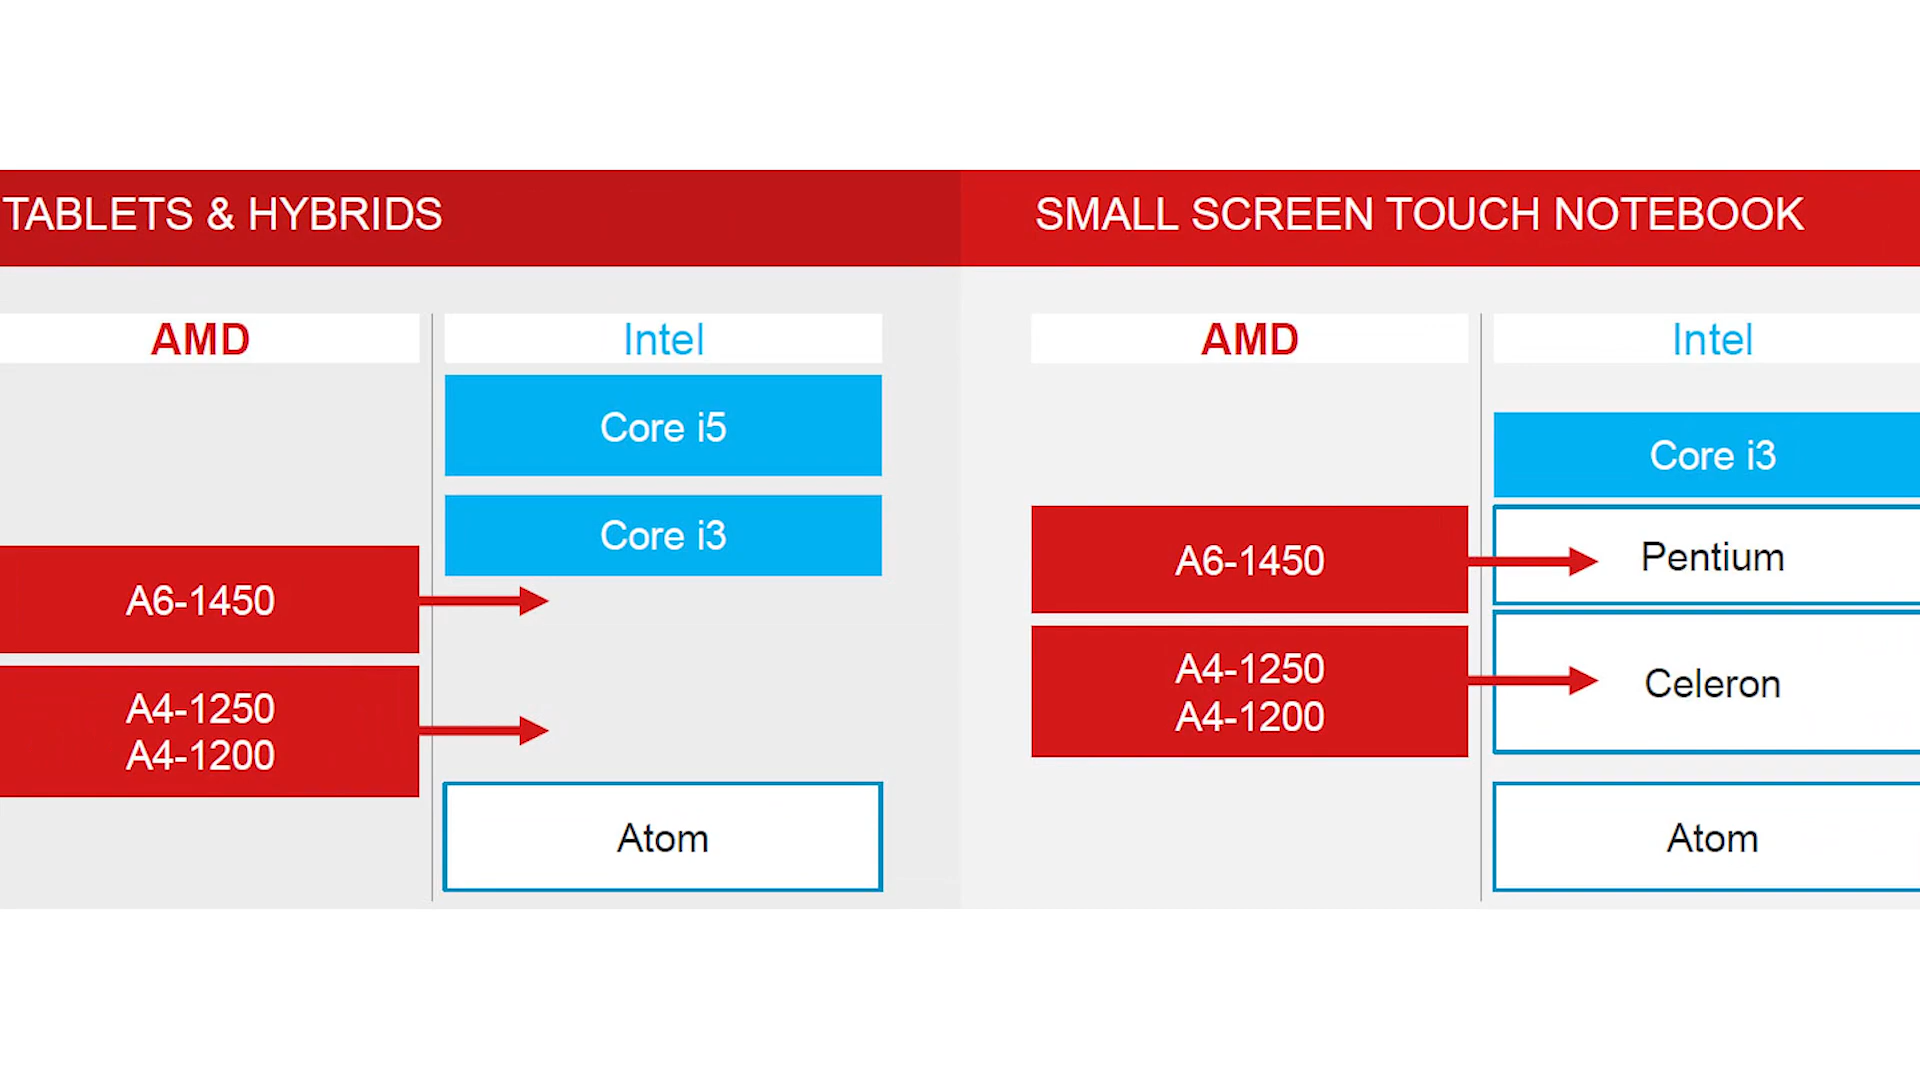 TABLETS & HYBRIDS
AMD
Intel
Core i5
Core i3
A6-1450
A4-1250
A4-1200
Atom
SMALL SCREEN TOUCH NOTEBOOK
AMD
Intel
Core i3
A6-1450
Pentium
A4-1250
A4-1200
Celeron
Atom